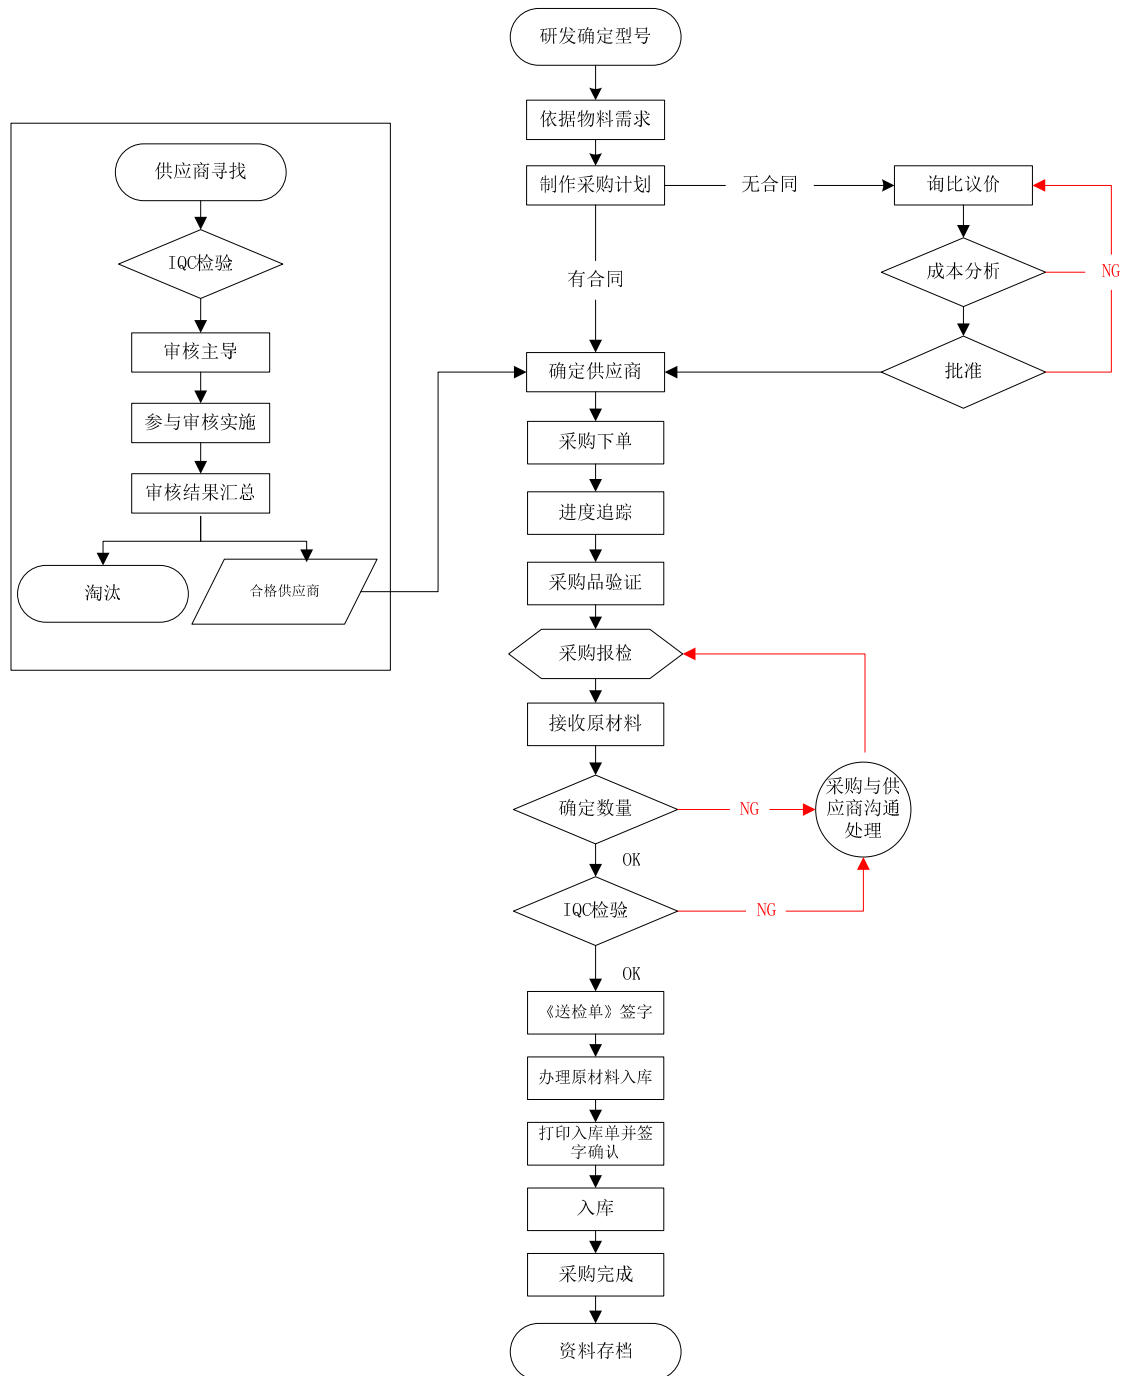 研发确定型号
依据物料需求
制作采购计划
无合同
询比议价
有合同
成本分析
NG
批准
供应商寻找
IQC检验
审核主导
参与审核实施
审核结果汇总
淘汰
合格供应商
确定供应商
采购下单
进度追踪
采购品验证
采购报检
接收原材料
确定数量
NG
采购与供
应商沟通
处理
OK
IQC检验
NG
OK
《送检单》签字
办理原材料入库
打印入库单并签
字确认
入库
采购完成
资料存档